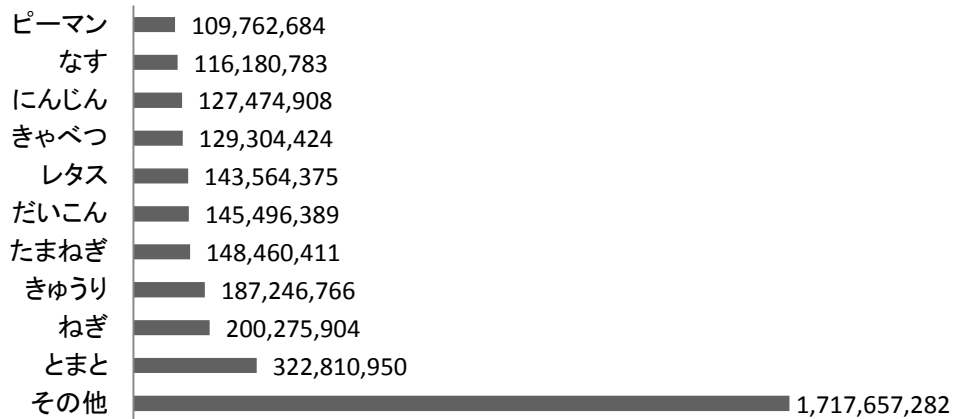 ピーマン 109,762,684
なす 116,180,783
にんじん 127,474,908
きゃべつ 129,304,424
レタス 143,564,375
だいこん 145,496,389
たまねぎ 148,460,411
きゅうり 187,246,766
ねぎ 200,275,904
とまと 322,810,950
その他 1,717,657,282